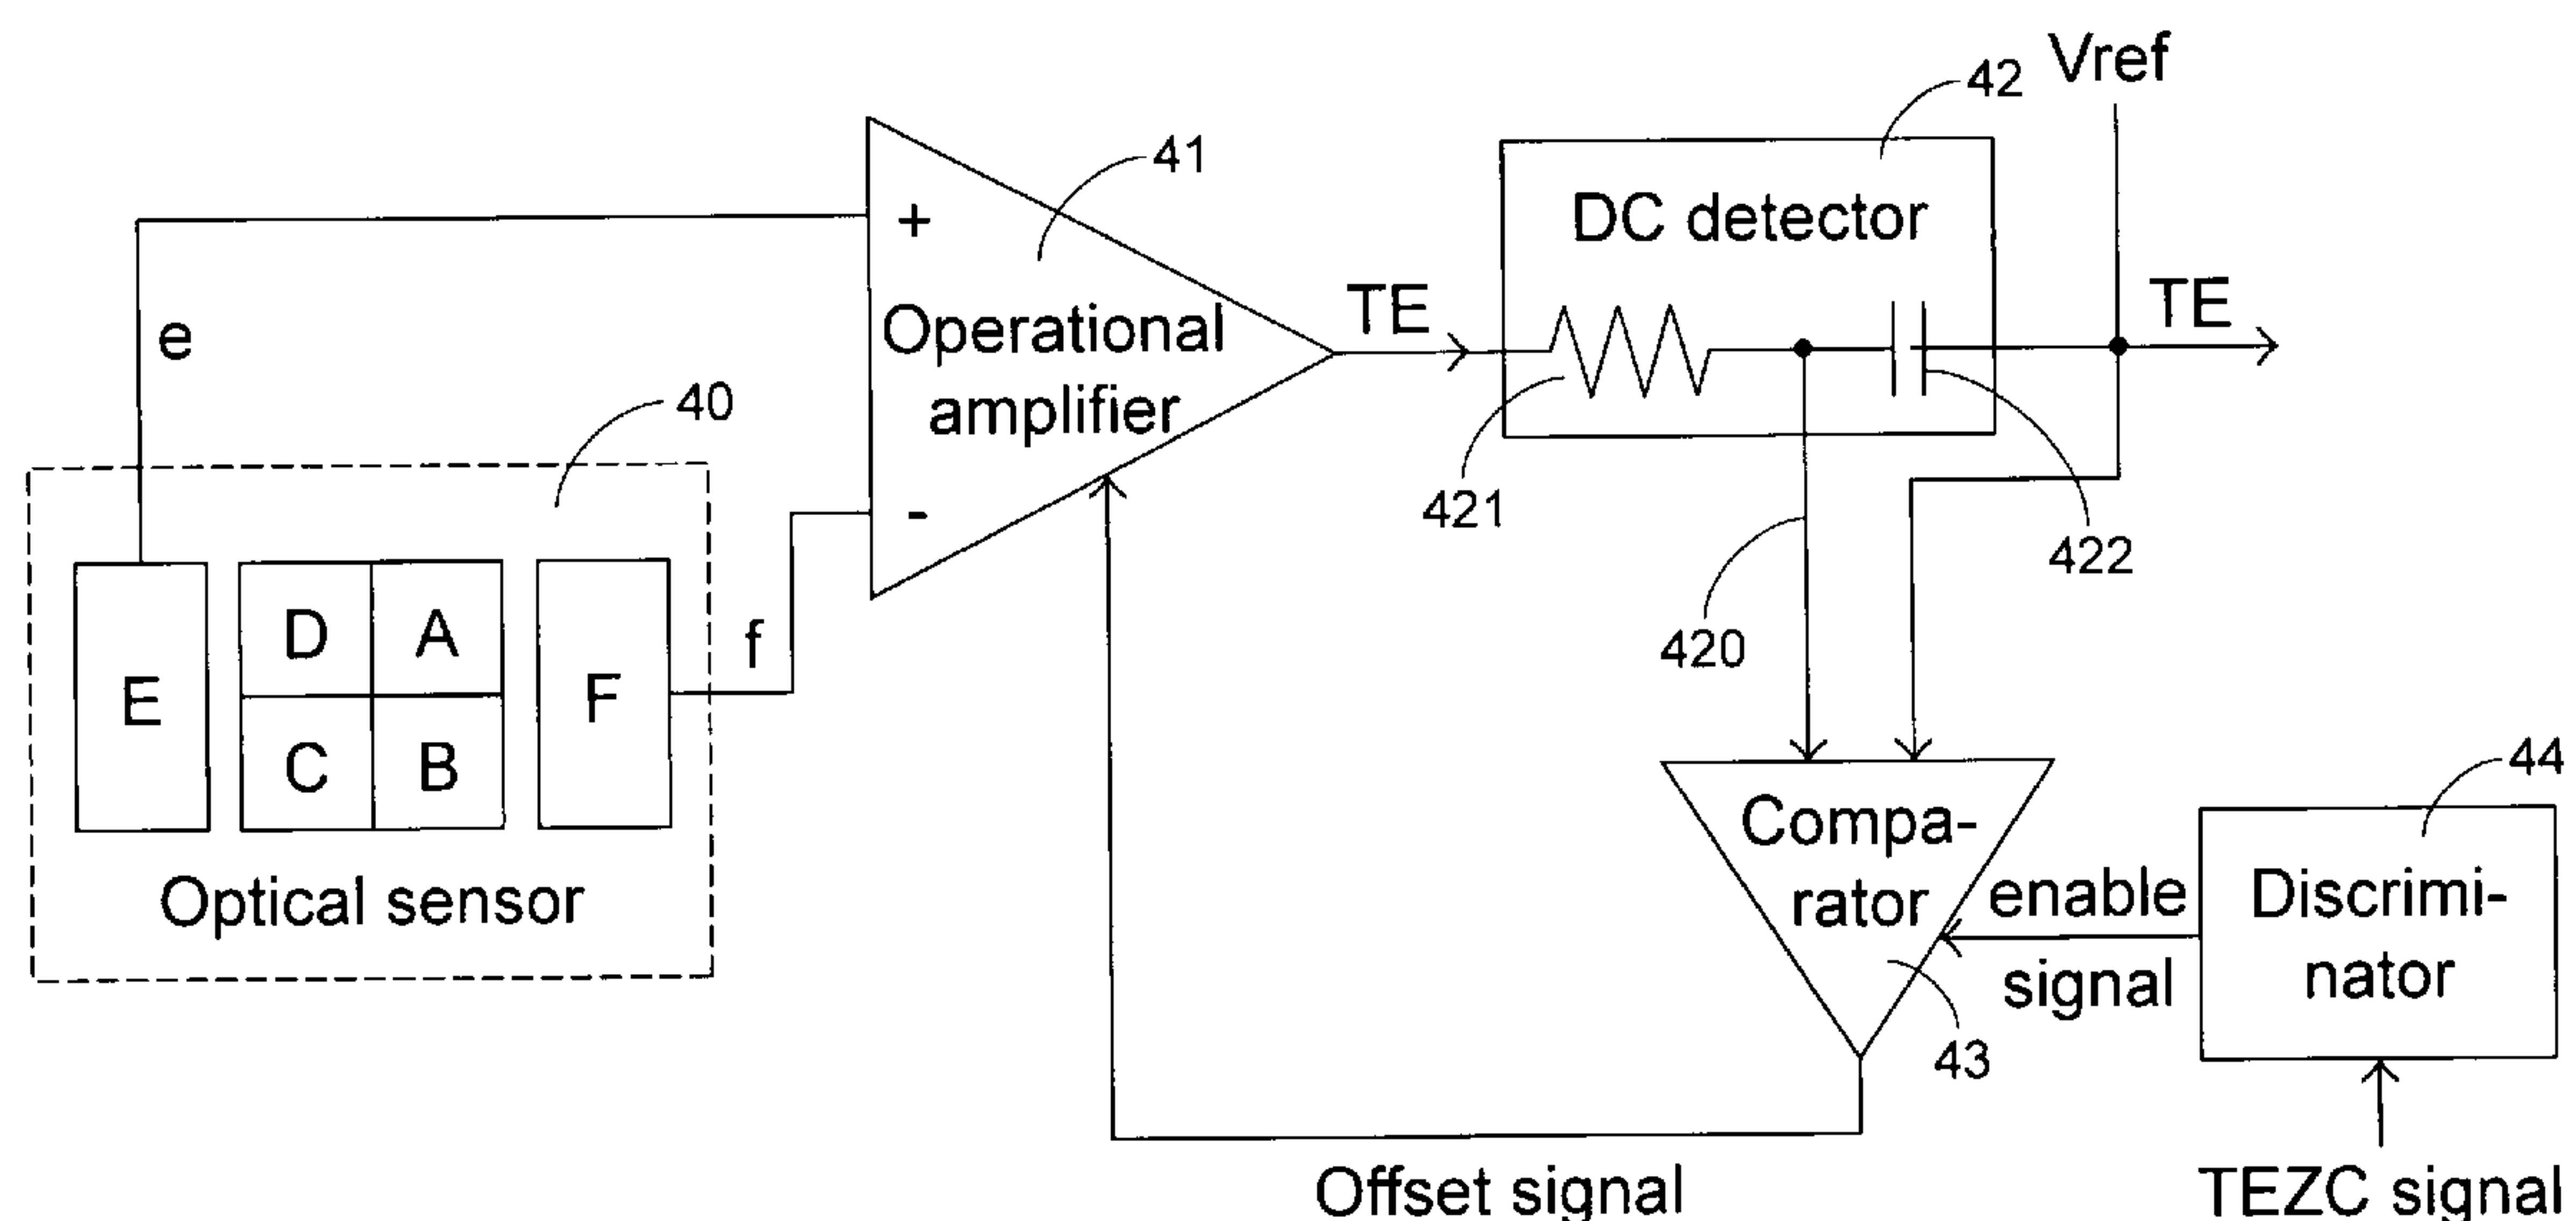 Vref
42
41
DC detector
+
TE
TE
e
Operational
amplifier
40
-
421
422
420
f
D
A
E
F
C
B
Optical sensor
Compa-
rator
44
enable
signal
Discrimi-
nator
43
Offset signal
TEZC signal